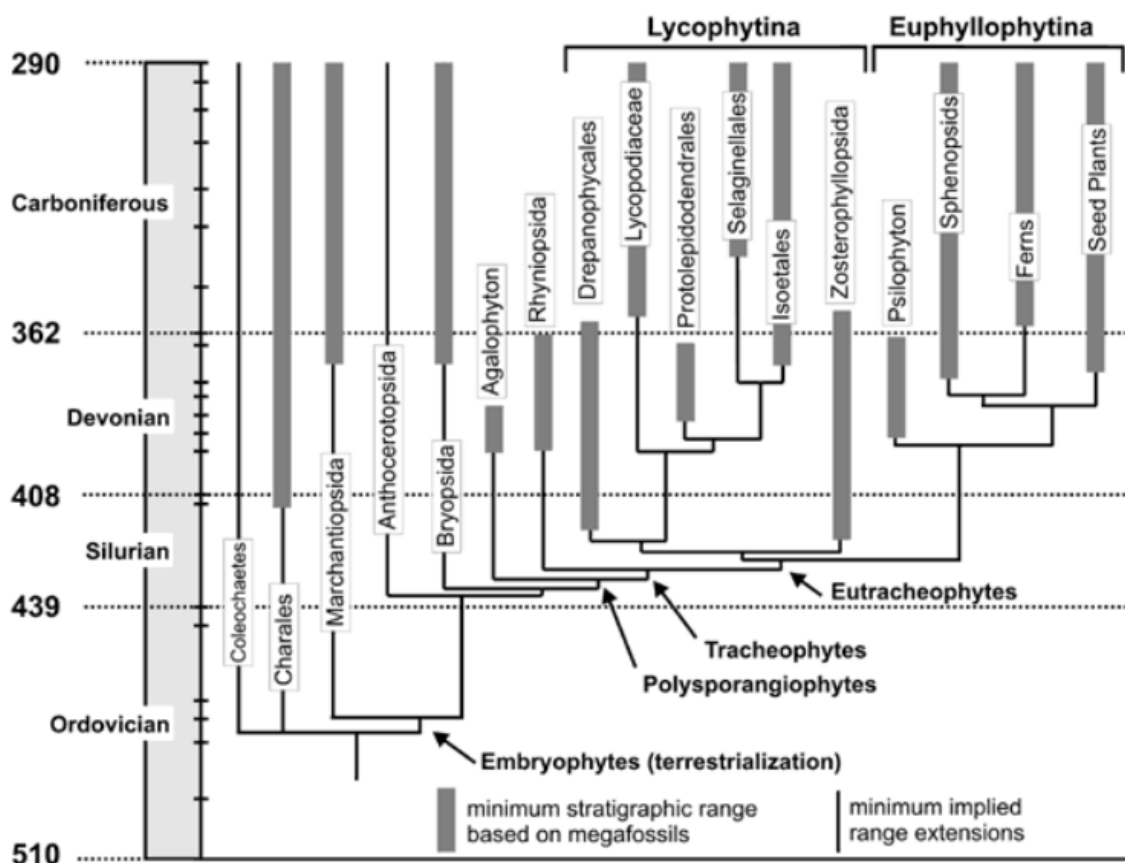 Lycophytina
Euphyllophytina
290
Carboniferous
362
Devonian
408
Silurian
439
Ordovician
510
Coleochaetes
Charales
Marchantiopsida
Anthocerotopsida
Bryopsida
Agalophyton
Rhyniopsida
Drepanophycales
Lycopodiaceae
Protolepidodendrales
Selaginellales
Isoetales
Zosterophyllopsida
Psilophyton
Sphenopsids
Ferns
Seed Plants
Eutracheophytes
Tracheophytes
Polysporangiophytes
Embryophytes (terrestrialization)
minimum stratigraphic range
based on megafossils
minimum implied
range extensions